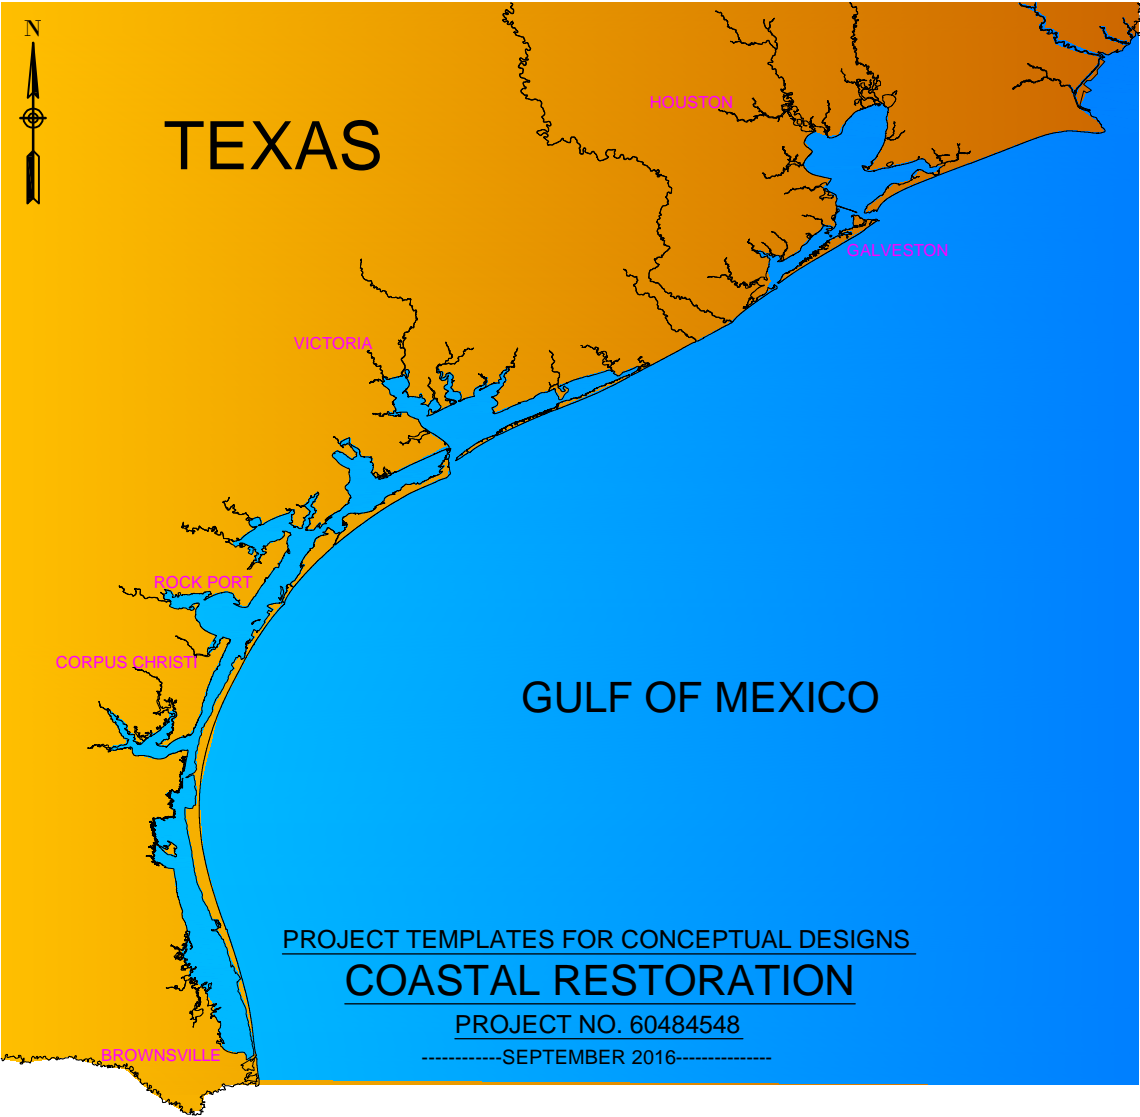 N
TEXAS
HOUSTON
GALVESTON
VICTORIA
ROCK PORT
CORPUS CHRISTI
GULF OF MEXICO
PROJECT TEMPLATES FOR CONCEPTUAL DESIGNS
COASTAL RESTORATION
PROJECT NO. 60484548
------------SEPTEMBER 2016---------------
BROWNSVILLE